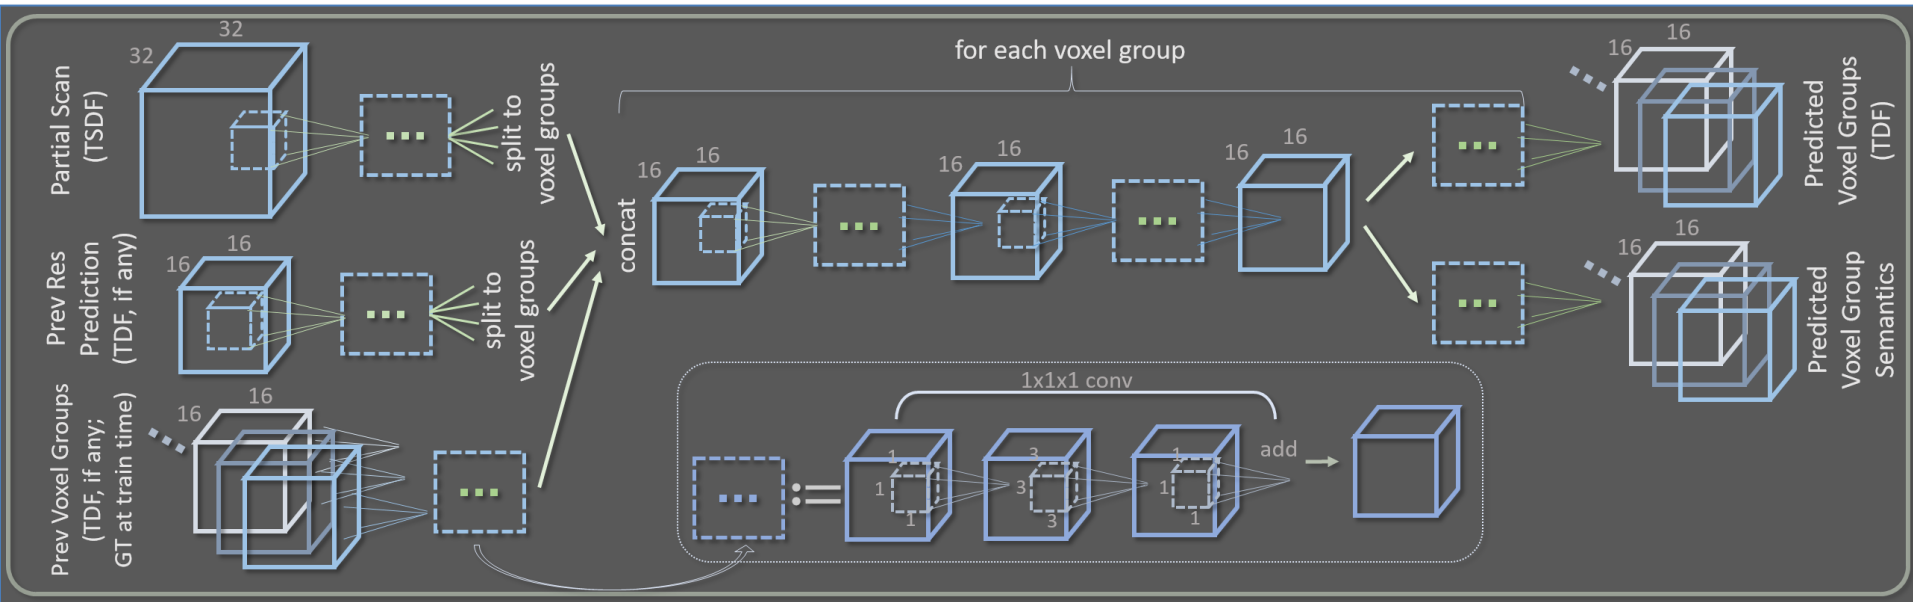 32
32
Partial Scan
(TSDF)
split to
voxel groups
16
16
Prev Res
Prediction
(TDF, if any)
split to
voxel groups
16
16
Prev Voxel Groups
(TDF, if any;
GT at train time)
concat
for each voxel group
16
16
16
16
16
16
16
16
Predicted
Voxel Groups
(TDF)
16
16
Predicted
Voxel Group
Semantics
1x1x1 conv
:=
1
1
1
3
3
3
1
1
1
add